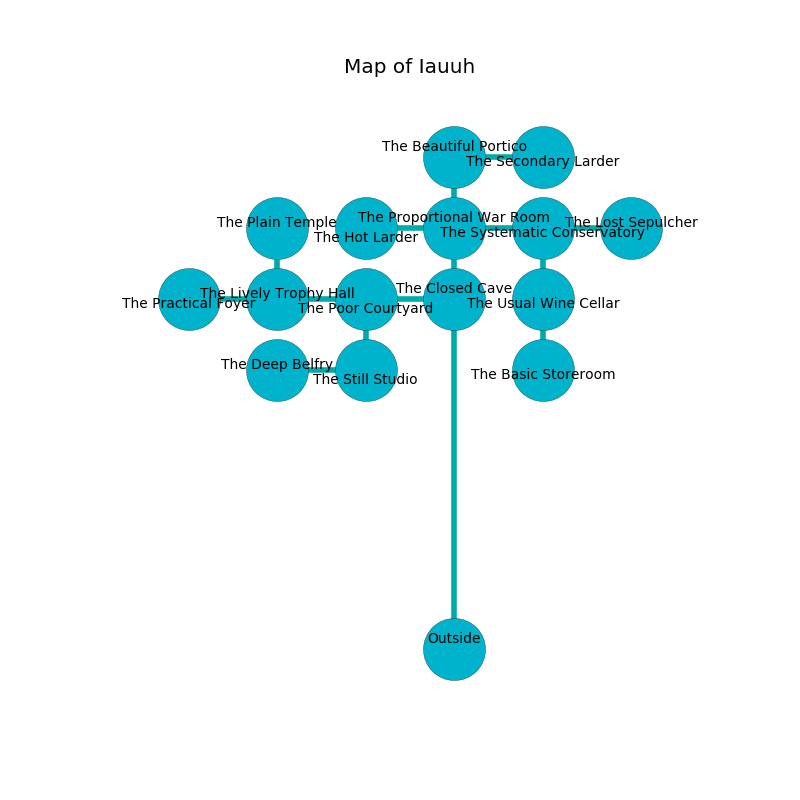 Map of Iauuh
The Beautiful Portico
The Secondary Larder
The Proportional War Room
The Plain Temple
The Lost Sepulcher
The Systematic Conservatory
The Hot Larder
The Closed Cave
The Lively Trophy Hall
The Practical Foyer
The Usual Wine Cellar
The Poor Courtyard
The Deep Belfry
The Basic Storeroom
The Still Studio
Outside